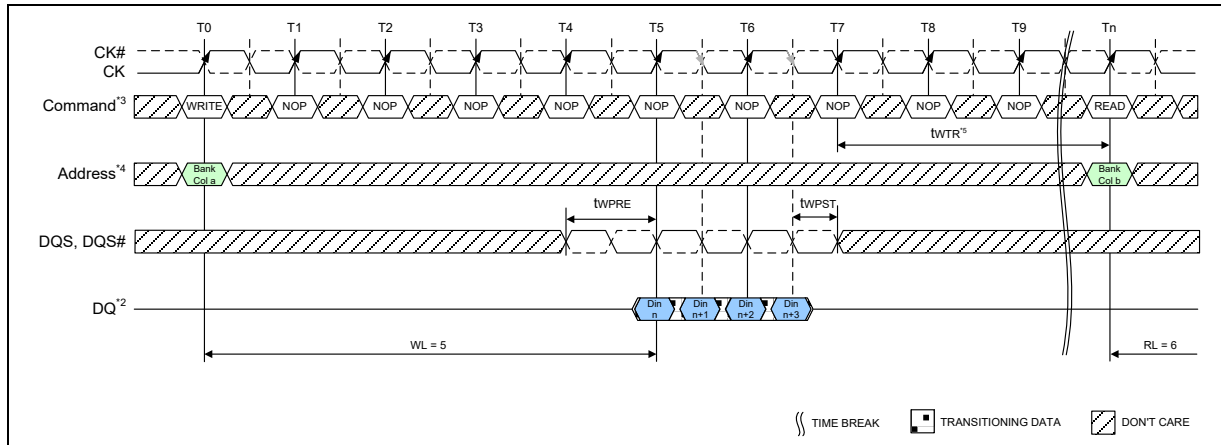 T0 T1 T2 T3 T4 T5 T6 T7 T8 T9 Tn
CK#
CK
Command*3 WRITE NOP NOP NOP NOP NOP NOP NOP NOP NOP READ
tWTR*5
Address*4 Bank Col a Bank Col b
tWPRE tWPST
DQS, DQS#
DQ*2 Din n Din n+1 Din n+2 Din n+3
WL = 5 RL = 6
TIME BREAK TRANSITIONING DATA DON'T CARE